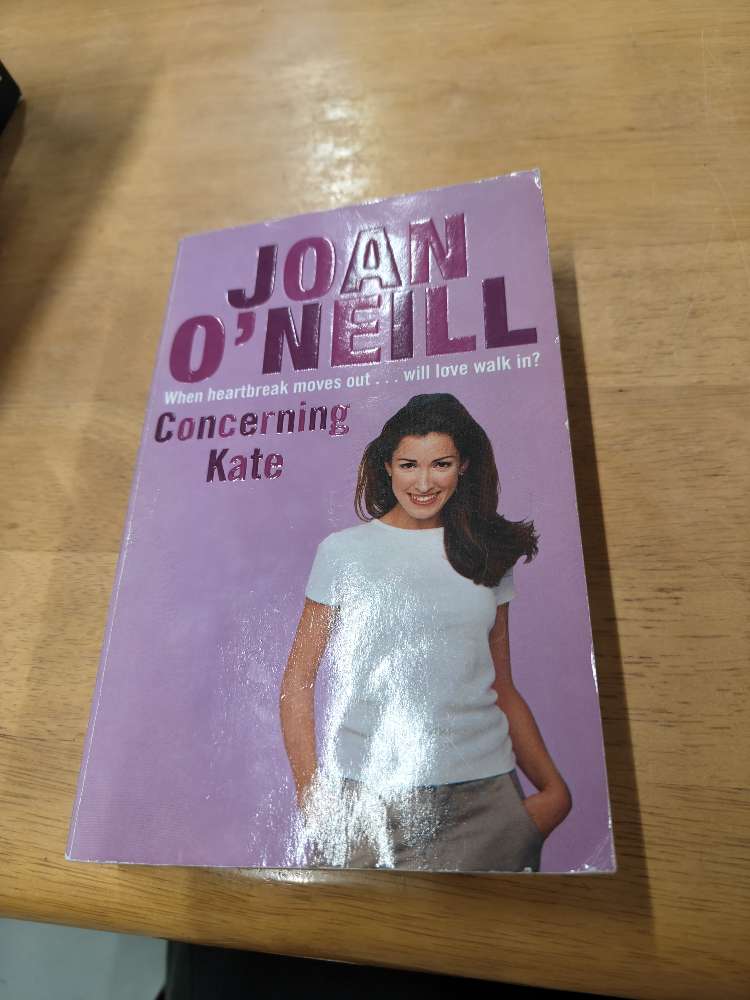 JOAN
O'NEILL
When heartbreak moves out . . . will love walk in?
Concerning
Kate